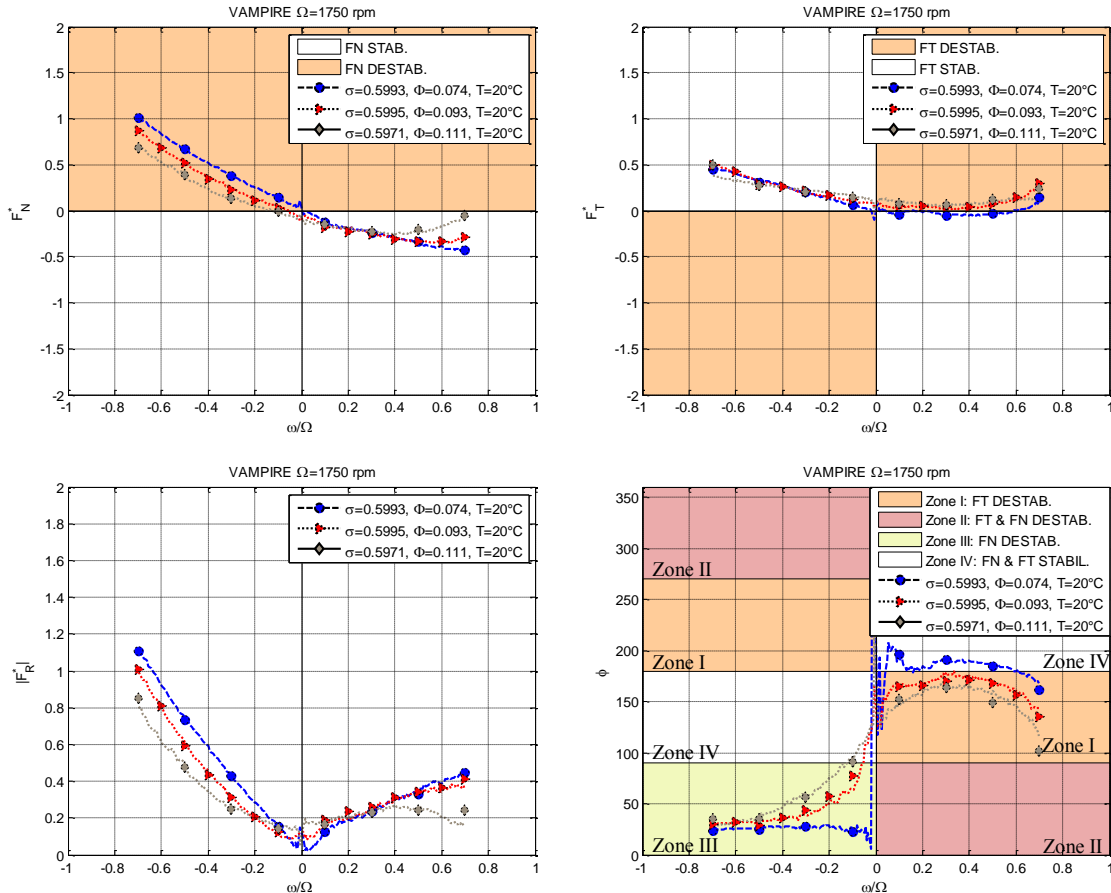 VAMPIRE Ω=1750 rpm
2
1.5
1
0.5
0
-0.5
-1
-1.5
-2
-1 -0.8 -0.6 -0.4 -0.2 0 0.2 0.4 0.6 0.8 1
ω/Ω
F*N
FN STAB.
FN DESTAB.
σ=0.5993, Φ=0.074, T=20°C
σ=0.5995, Φ=0.093, T=20°C
σ=0.5971, Φ=0.111, T=20°C
VAMPIRE Ω=1750 rpm
2
1.5
1
0.5
0
-0.5
-1
-1.5
-2
-1 -0.8 -0.6 -0.4 -0.2 0 0.2 0.4 0.6 0.8 1
ω/Ω
F*T
FT DESTAB.
FT STAB.
σ=0.5993, Φ=0.074, T=20°C
σ=0.5995, Φ=0.093, T=20°C
σ=0.5971, Φ=0.111, T=20°C
VAMPIRE Ω=1750 rpm
2
1.8
1.6
1.4
1.2
1
0.8
0.6
0.4
0.2
0
-1 -0.8 -0.6 -0.4 -0.2 0 0.2 0.4 0.6 0.8 1
ω/Ω
|F*R|
σ=0.5993, Φ=0.074, T=20°C
σ=0.5995, Φ=0.093, T=20°C
σ=0.5971, Φ=0.111, T=20°C
VAMPIRE Ω=1750 rpm
350
300
250
200
150
100
50
0
-1 -0.8 -0.6 -0.4 -0.2 0 0.2 0.4 0.6 0.8 1
ω/Ω
ϕ
Zone I: FT DESTAB.
Zone II: FT & FN DESTAB.
Zone III: FN DESTAB.
Zone IV: FN & FT STABIL.
σ=0.5993, Φ=0.074, T=20°C
σ=0.5995, Φ=0.093, T=20°C
σ=0.5971, Φ=0.111, T=20°C
Zone II
Zone I
Zone IV
Zone IV
Zone I
Zone III
Zone II